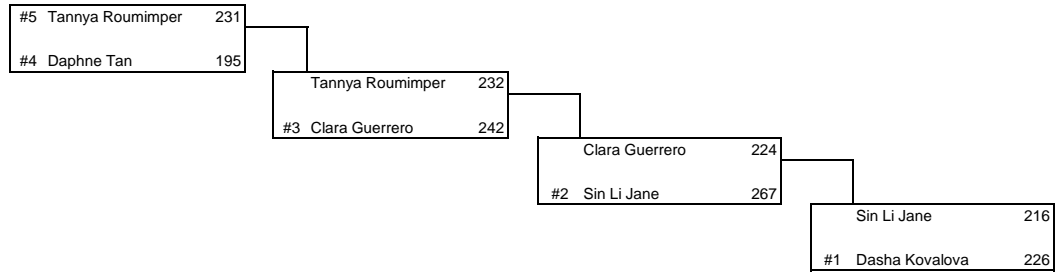 #5 Tannya Roumimper 231
#4 Daphne Tan 195
Tannya Roumimper 232
#3 Clara Guerrero 242
Clara Guerrero 224
#2 Sin Li Jane 267
Sin Li Jane 216
#1 Dasha Kovalova 226